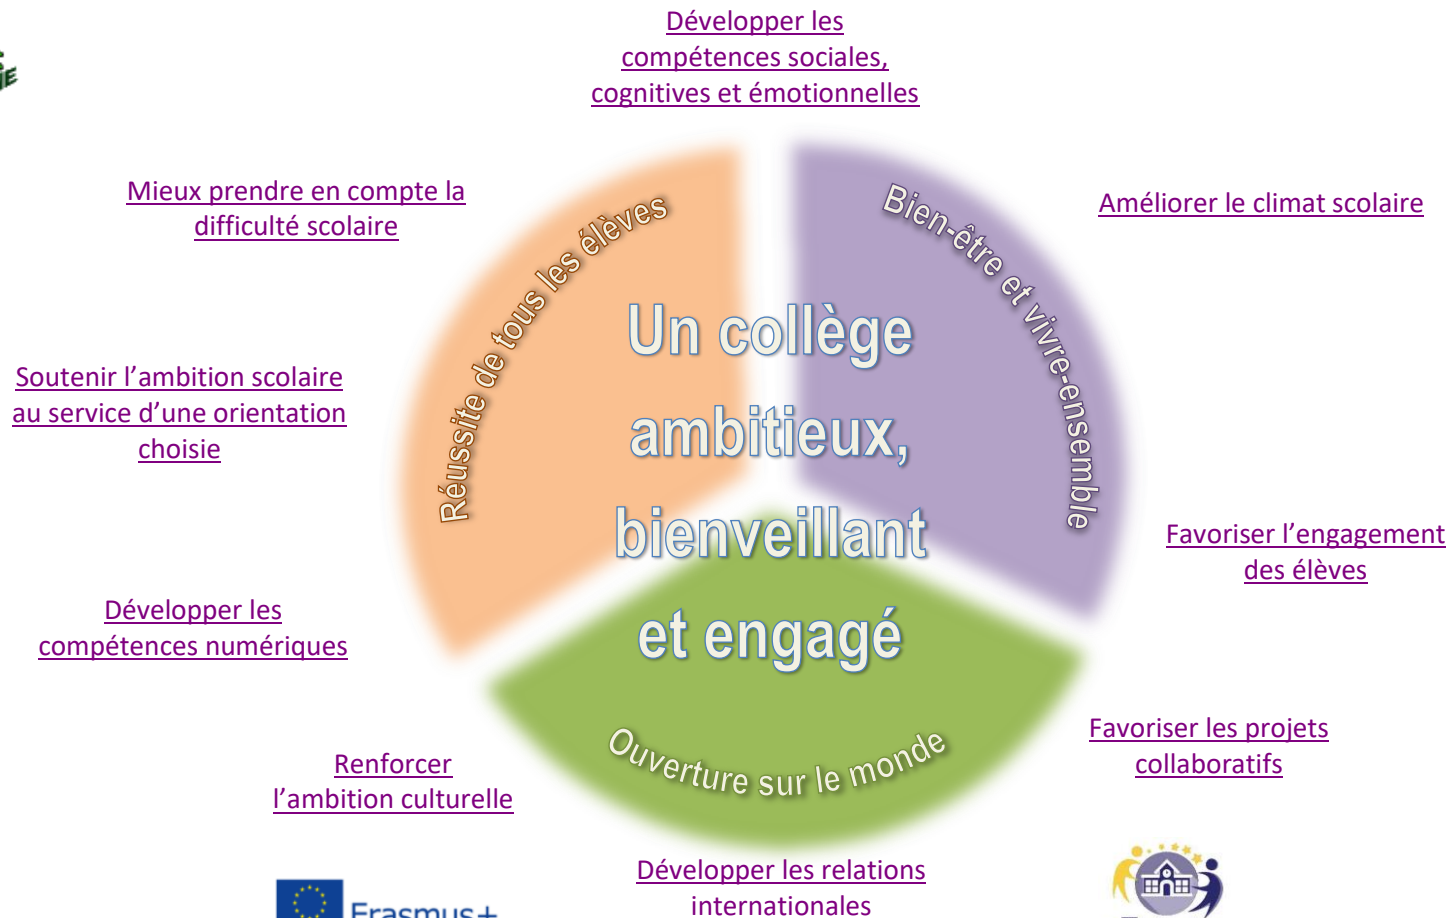 Développer les
compétences sociales,
cognitives et émotionnelles
Mieux prendre en compte la
difficulté scolaire
Améliorer le climat scolaire
Réussite de tous les élèves
Bien-être et vivre-ensemble
Un collège
ambitieux,
bienveillant
et engagé
Soutenir l’ambition scolaire
au service d’une orientation
choisie
Favoriser l’engagement
des élèves
Développer les
compétences numériques
Ouverture sur le monde
Favoriser les projets
collaboratifs
Renforcer
l’ambition culturelle
Développer les relations
internationales
Erasmus+